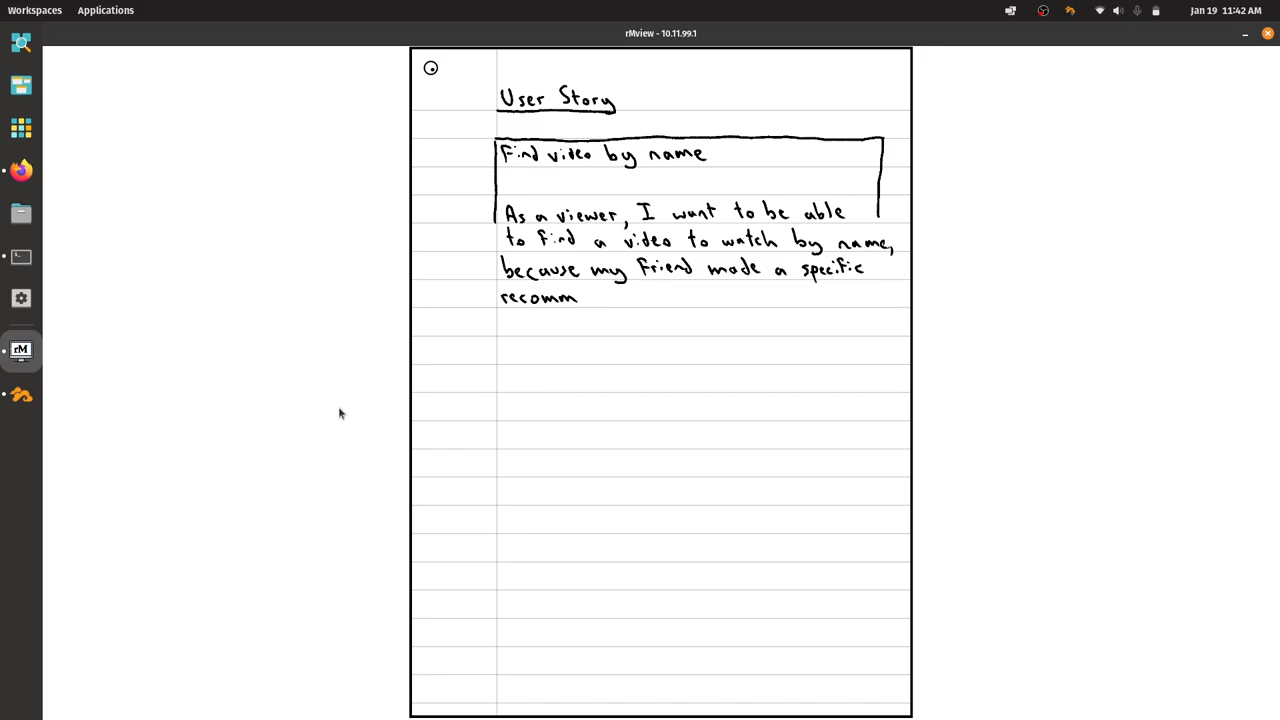 Workspaces Applications Jan 19 11:42 AM
rMview - 10.11.99.1
rM
User Story
Find video by name
As a viewer, I want to be able
to find a video to watch by name,
because my friend made a specific
recomm